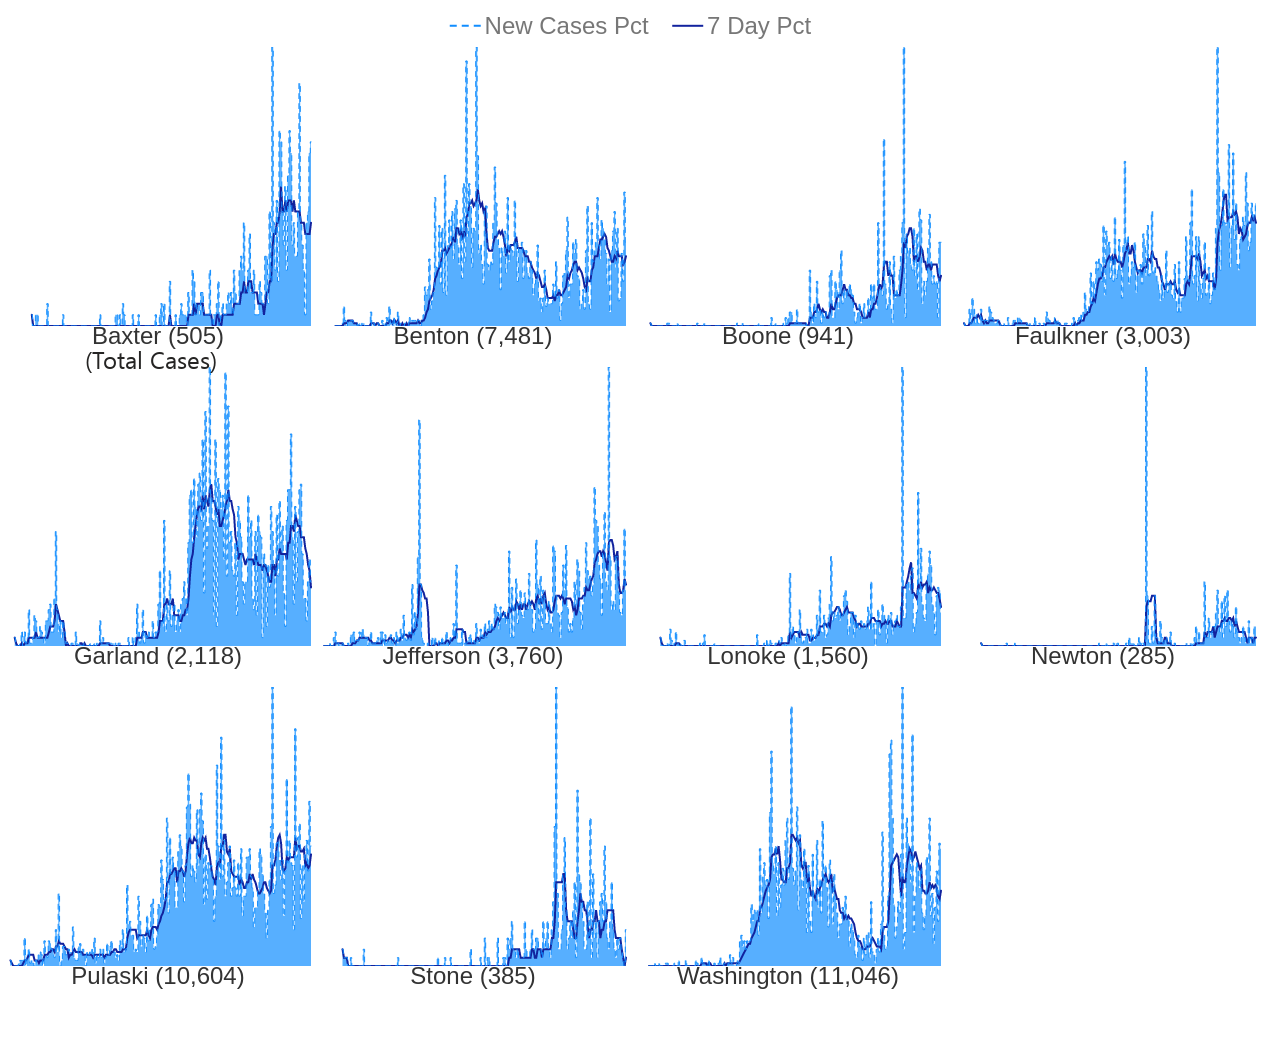 New Cases Pct 7 Day Pct
Baxter (505) Benton (7,481) Boone (941) Faulkner (3,003)
(Total Cases)
Garland (2,118) Jefferson (3,760) Lonoke (1,560) Newton (285)
Pulaski (10,604) Stone (385) Washington (11,046)